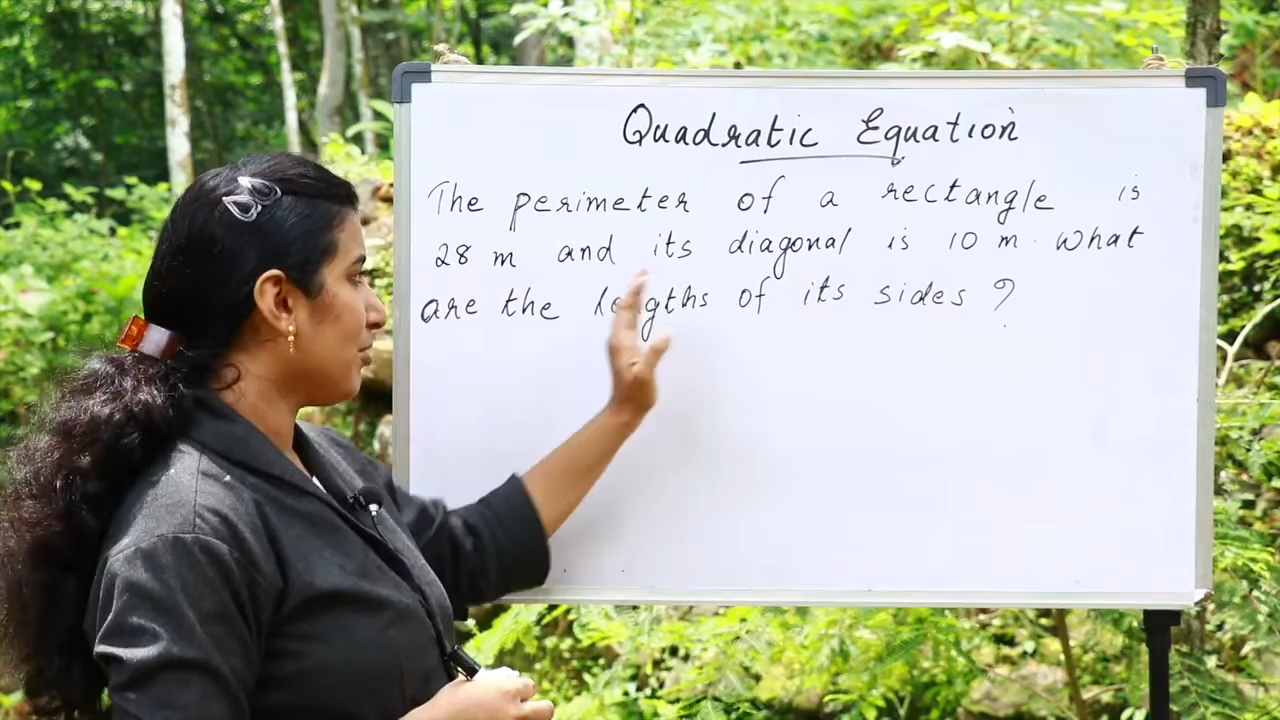 Quadratic Equation
The perimeter of a rectangle is
28 m and its diagonal is 10 m. What
are the lengths of its sides ?